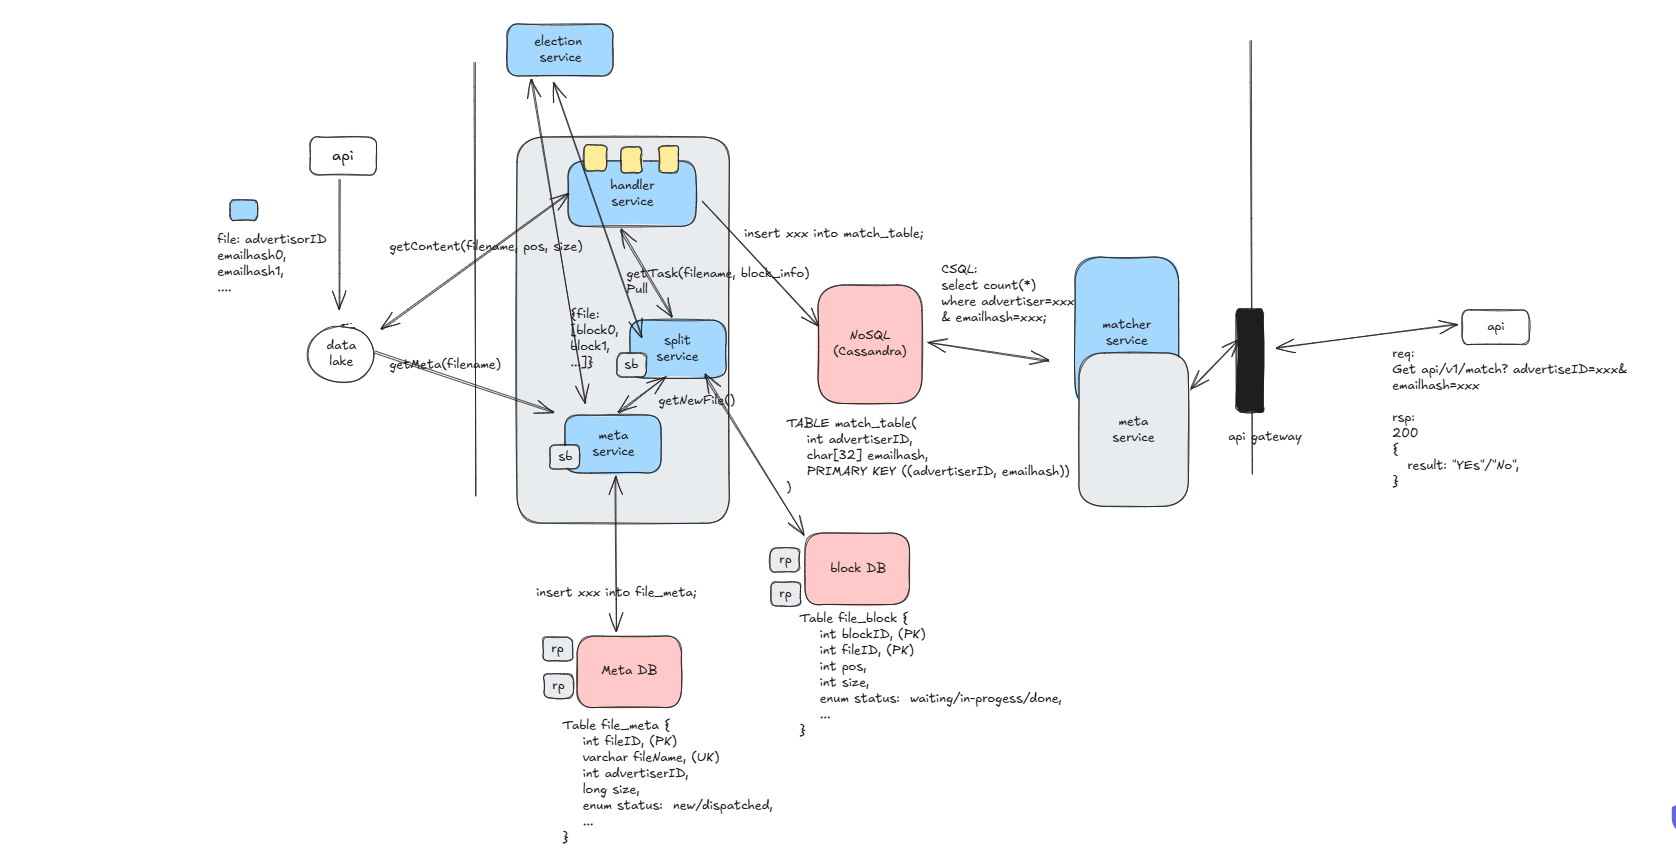 election
service
api
handler
service
file: advertisorID
emailhash0,
emailhash1,
....
getContent(filename, pos, size)
insert xxx into match_table;
getTask(filename, block_info)
Pull
{file:
[block0,
block1,
...]}
split
service
sb
data
lake
getMeta(filename)
getNewFile()
meta
service
sb
NoSQL
(Cassandra)
CSQL:
select count(*)
where advertiser=xxx
& emailhash=xxx;
matcher
service
meta
service
api gateway
api
req:
Get api/v1/match? advertiseID=xxx&
emailhash=xxx
rsp:
200
{
result: "YEs"/"No",
}
TABLE match_table(
int advertiserID,
char[32] emailhash,
PRIMARY KEY ((advertiserID, emailhash))
)
rp
rp
block DB
Table file_block {
int blockID, (PK)
int fileID, (PK)
int pos,
int size,
enum status: waiting/in-progess/done,
...
}
insert xxx into file_meta;
rp
rp
Meta DB
Table file_meta {
int fileID, (PK)
varchar fileName, (UK)
int advertiserID,
long size,
enum status: new/dispatched,
...
}